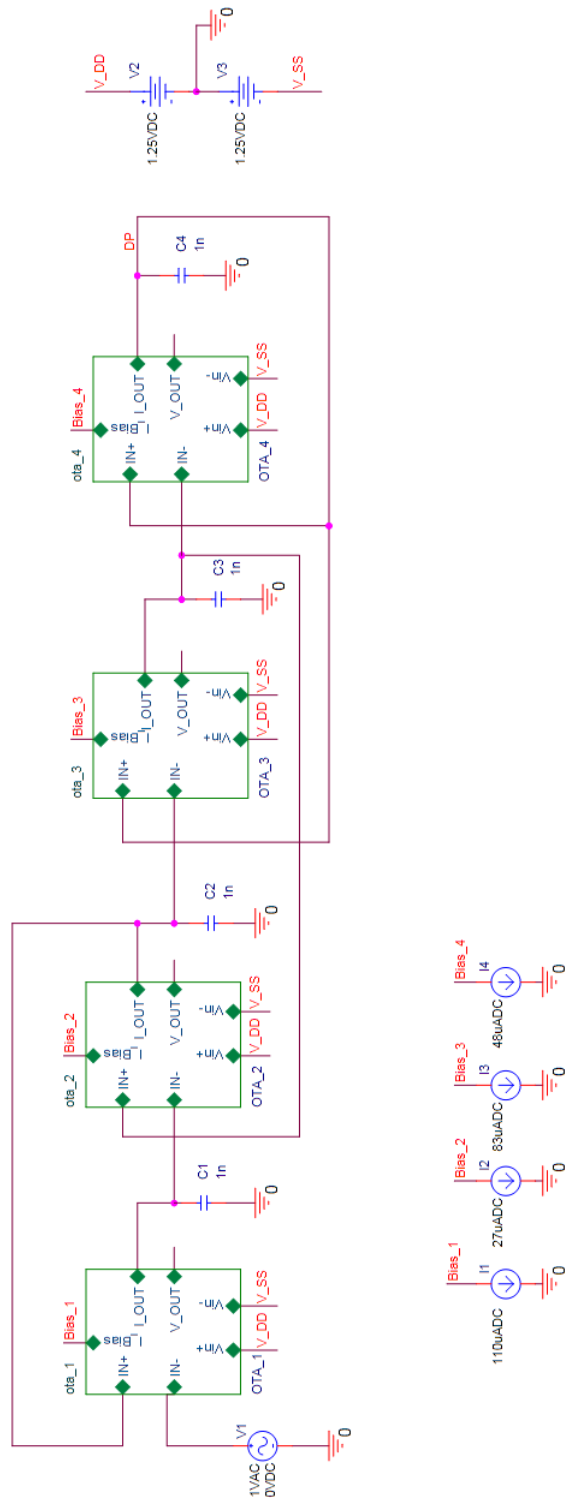 ota_1
Bias_1
IN+
IN-
I_Bias
I_OUT
V_OUT
Vin+
Vin-
V_DD
V_SS
OTA_1
V1
1VAC
0VDC
0
C1
1n
0
ota_2
Bias_2
IN+
IN-
I_Bias
I_OUT
V_OUT
Vin+
Vin-
V_DD
V_SS
OTA_2
C2
1n
0
ota_3
Bias_3
IN+
IN-
I_Bias
I_OUT
V_OUT
Vin+
Vin-
V_DD
V_SS
OTA_3
C3
1n
0
ota_4
Bias_4
IN+
IN-
I_Bias
I_OUT
V_OUT
Vin+
Vin-
V_DD
V_SS
OTA_4
DP
C4
1n
0
V_DD
V2
+
-
1.25VDC
0
V3
+
-
1.25VDC
V_SS
Bias_1
I1
110uADC
0
Bias_2
I2
27uADC
0
Bias_3
I3
83uADC
0
Bias_4
I4
48uADC
0